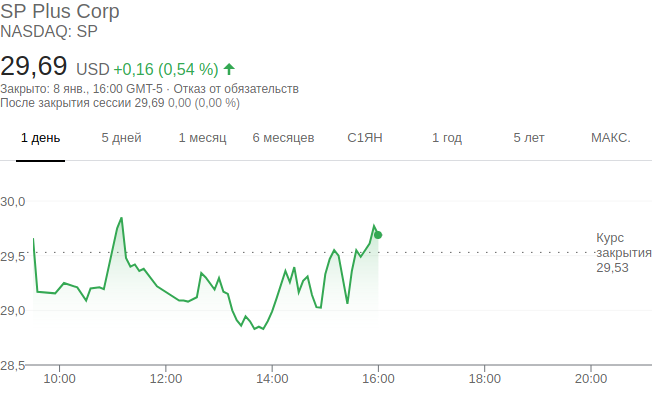 SP Plus Corp
NASDAQ: SP
29,69 USD +0,16 (0,54 %)
Закрыто: 8 янв., 16:00 GMT-5 · Отказ от обязательств
После закрытия сессии 29,69 0,00 (0,00 %)
1 день 5 дней 1 месяц 6 месяцев С1ЯН 1 год 5 лет МАКС.
30,0
Курс
закрытия
29,53
29,5
29,0
28,5
10:00 12:00 14:00 16:00 18:00 20:00